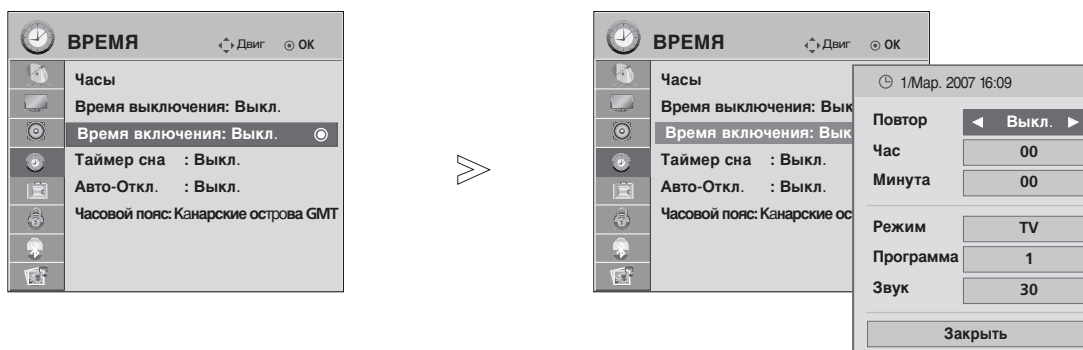 ВРЕМЯ Двиг ОК
Часы
Время выключения: Выкл.
Время включения: Выкл.
Таймер сна : Выкл.
Авто-Откл. : Выкл.
Часовой пояс: Канарские острова GMT
ВРЕМЯ Двиг ОК
Часы
Время выключения: Вык
Время включения: Вык
Таймер сна : Выкл.
Авто-Откл. : Выкл.
Часовой пояс: Канарские ос
1/Мар. 2007 16:09
Повтор ◄ Выкл. ►
Час 00
Минута 00
Режим TV
Программа 1
Звук 30
Закрыть